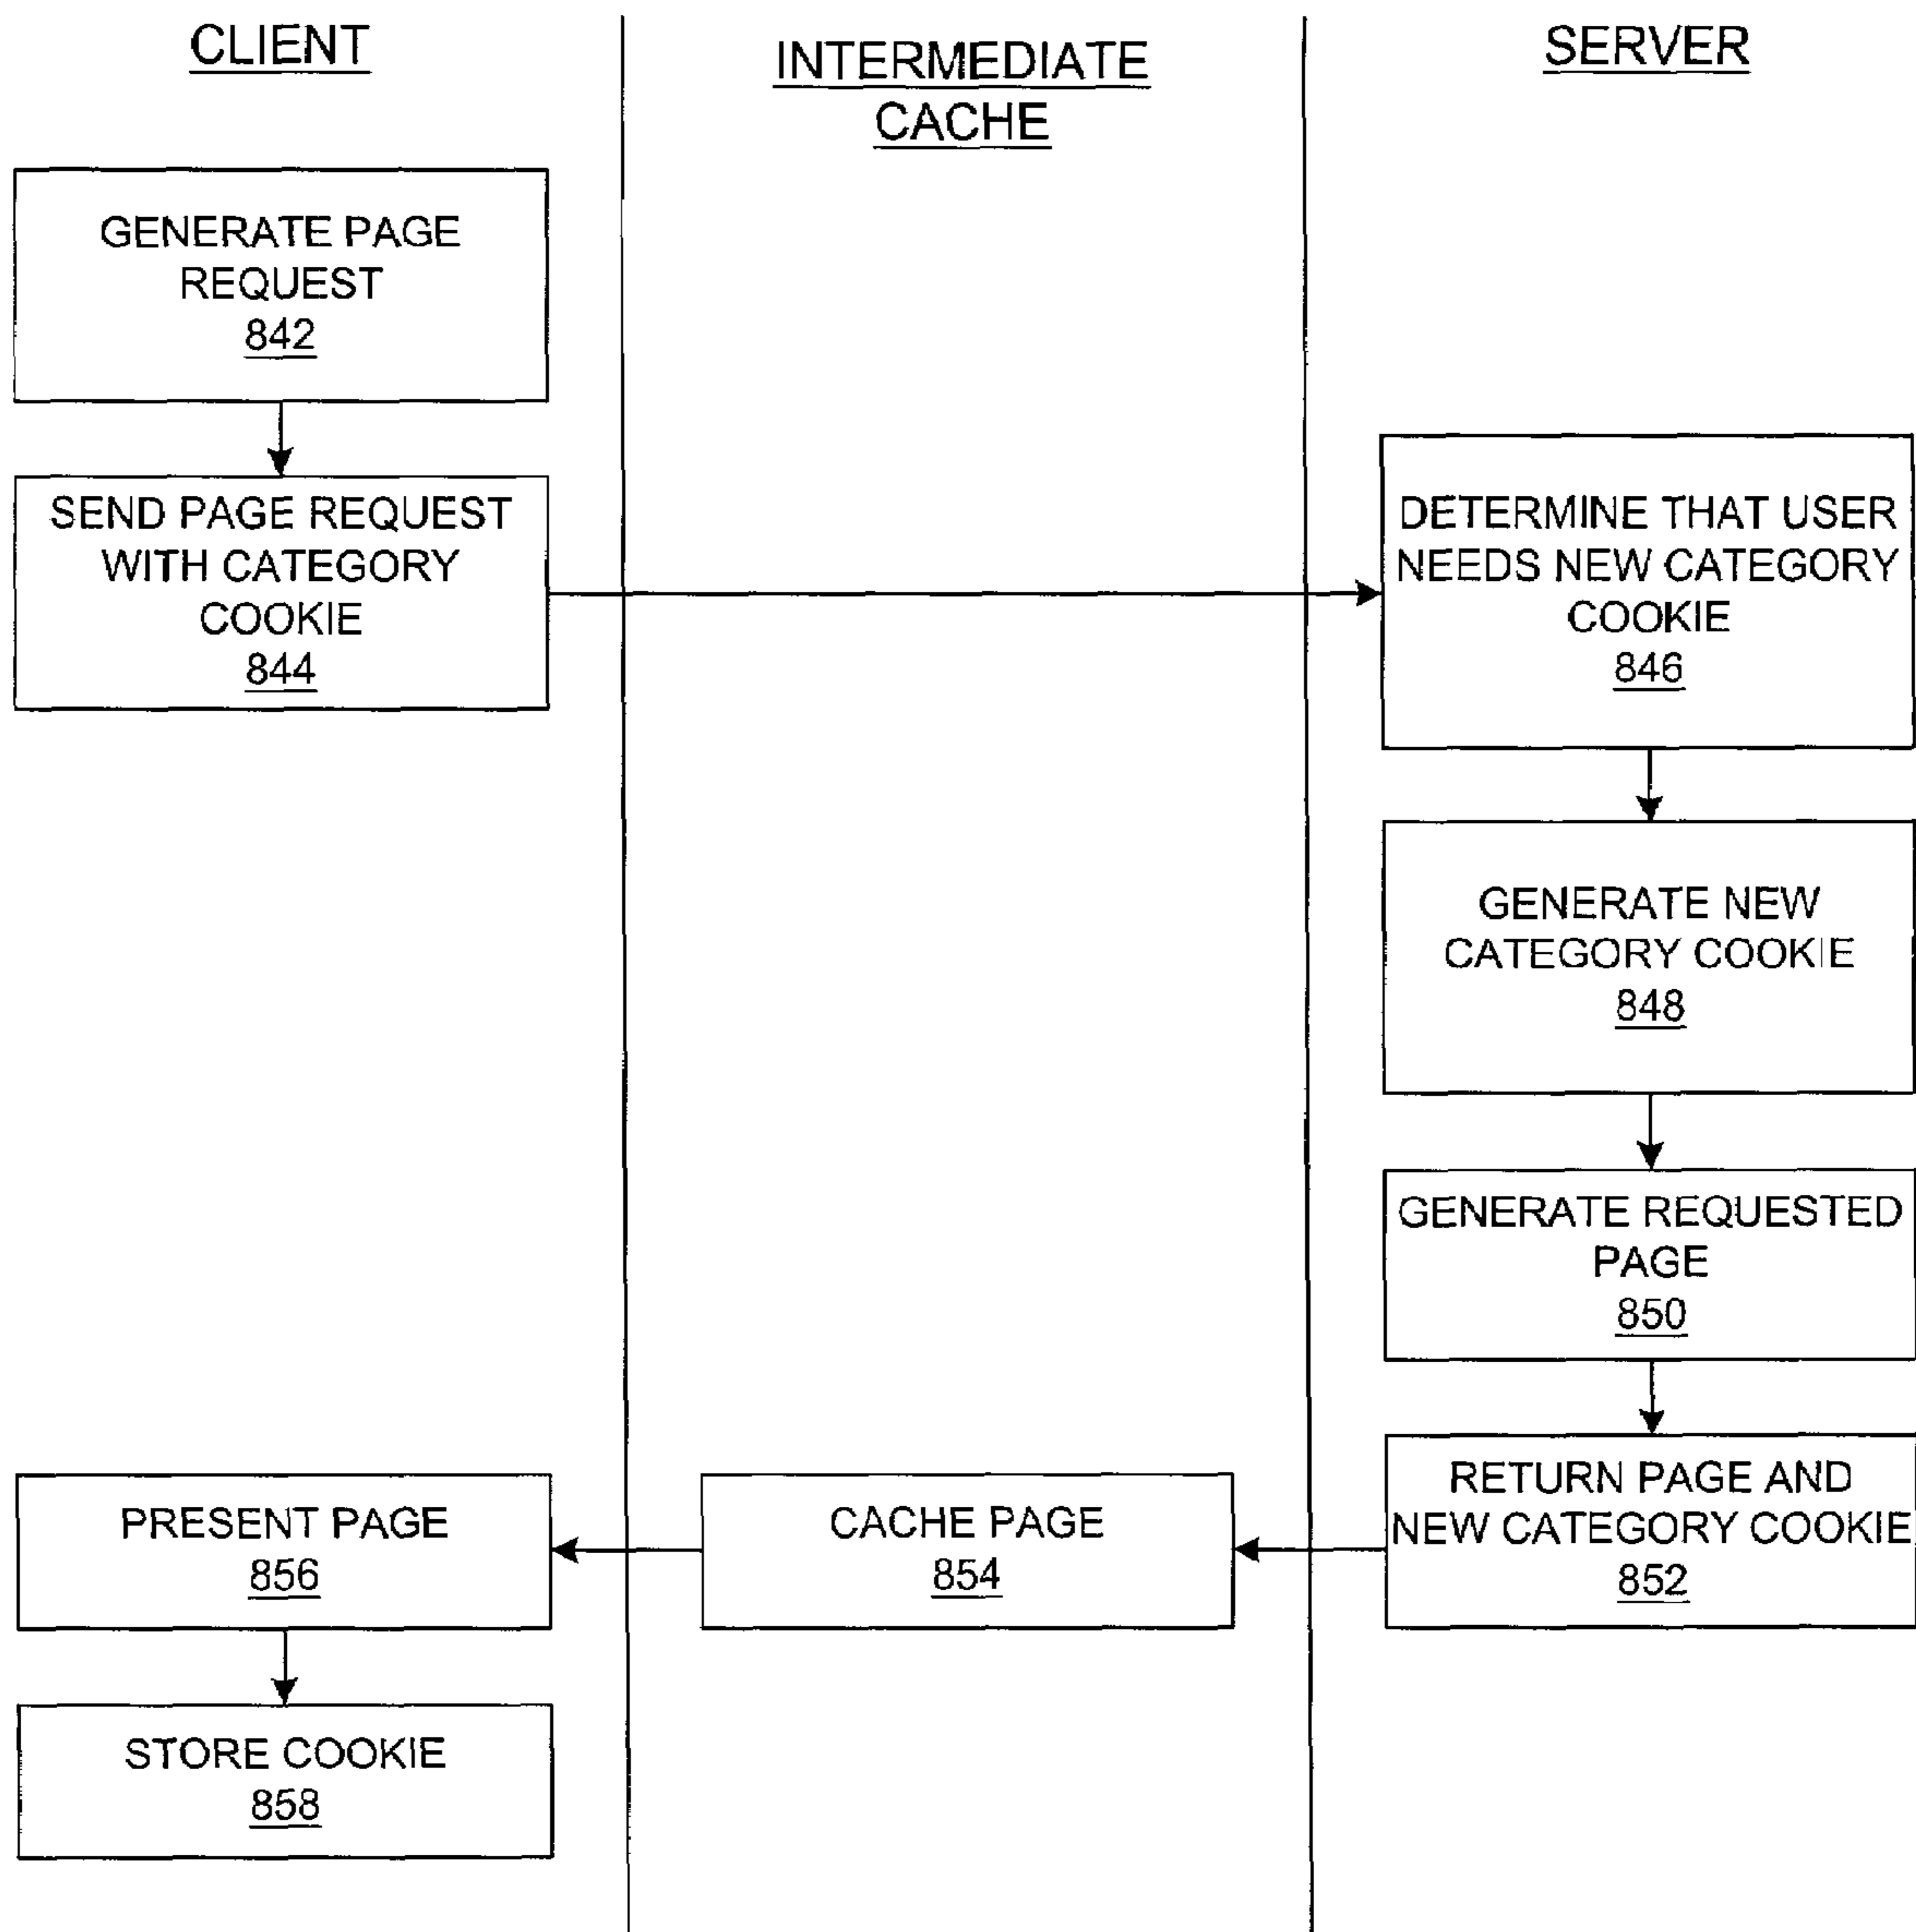 CLIENT
INTERMEDIATE
CACHE
SERVER
GENERATE PAGE
REQUEST
842
SEND PAGE REQUEST
WITH CATEGORY
COOKIE
844
DETERMINE THAT USER
NEEDS NEW CATEGORY
COOKIE
846
GENERATE NEW
CATEGORY COOKIE
848
GENERATE REQUESTED
PAGE
850
RETURN PAGE AND
NEW CATEGORY COOKIE
852
CACHE PAGE
854
PRESENT PAGE
856
STORE COOKIE
858